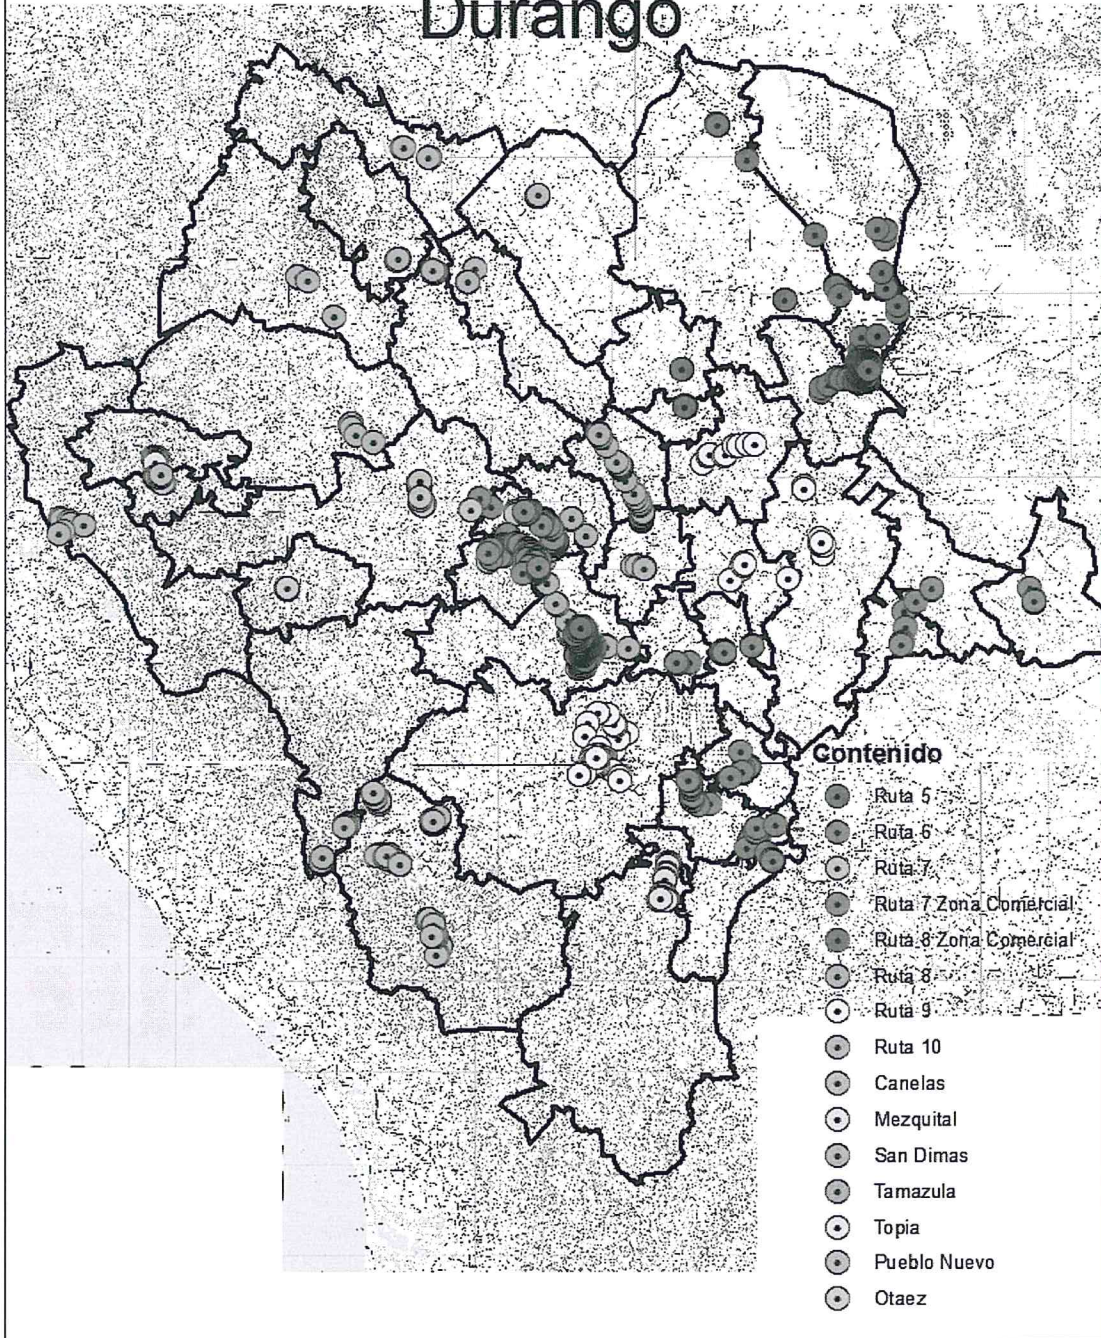 Durango
Contenido
Ruta 5
Ruta 6
Ruta 7
Ruta 7 Zona Comercial
Ruta 8 Zona Comercial
Ruta 8
Ruta 9
Ruta 10
Canelas
Mezquital
San Dimas
Tamazula
Topia
Pueblo Nuevo
Otaez